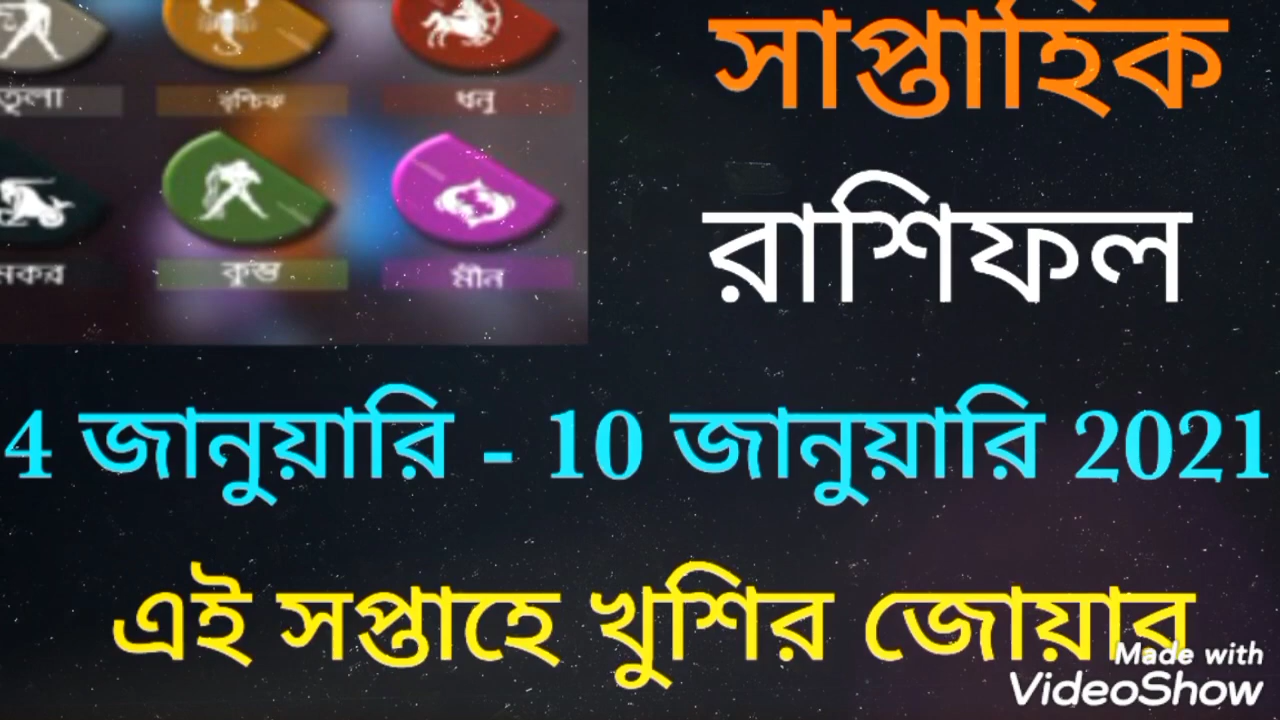 তুলা বৃশ্চিক ধনু
মকর কুম্ভ মীন
সাপ্তাহিক
রাশিফল
4 জানুয়ারি - 10 জানুয়ারি 2021
এই সপ্তাহে খুশির জোয়ার
Made with
VideoShow